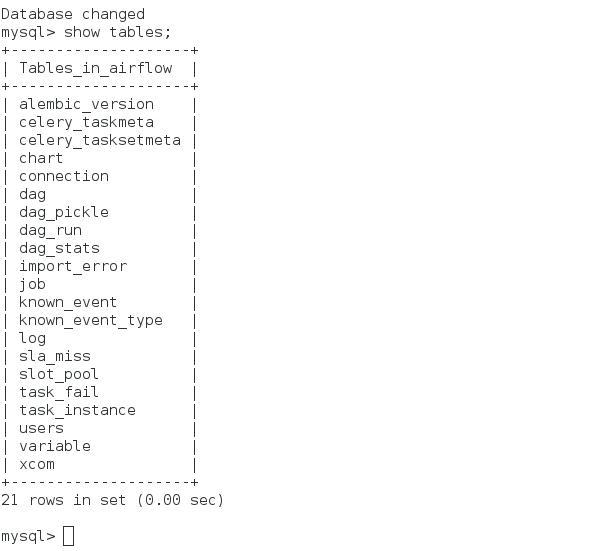 Database changed
mysql> show tables;
+--------------------+
| Tables_in_airflow  |
+--------------------+
| alembic_version    |
| celery_taskmeta    |
| celery_tasksetmeta |
| chart              |
| connection         |
| dag                |
| dag_pickle         |
| dag_run            |
| dag_stats          |
| import_error       |
| job                |
| known_event        |
| known_event_type   |
| log                |
| sla_miss           |
| slot_pool          |
| task_fail          |
| task_instance      |
| users              |
| variable           |
| xcom               |
+--------------------+
21 rows in set (0.00 sec)
mysql>